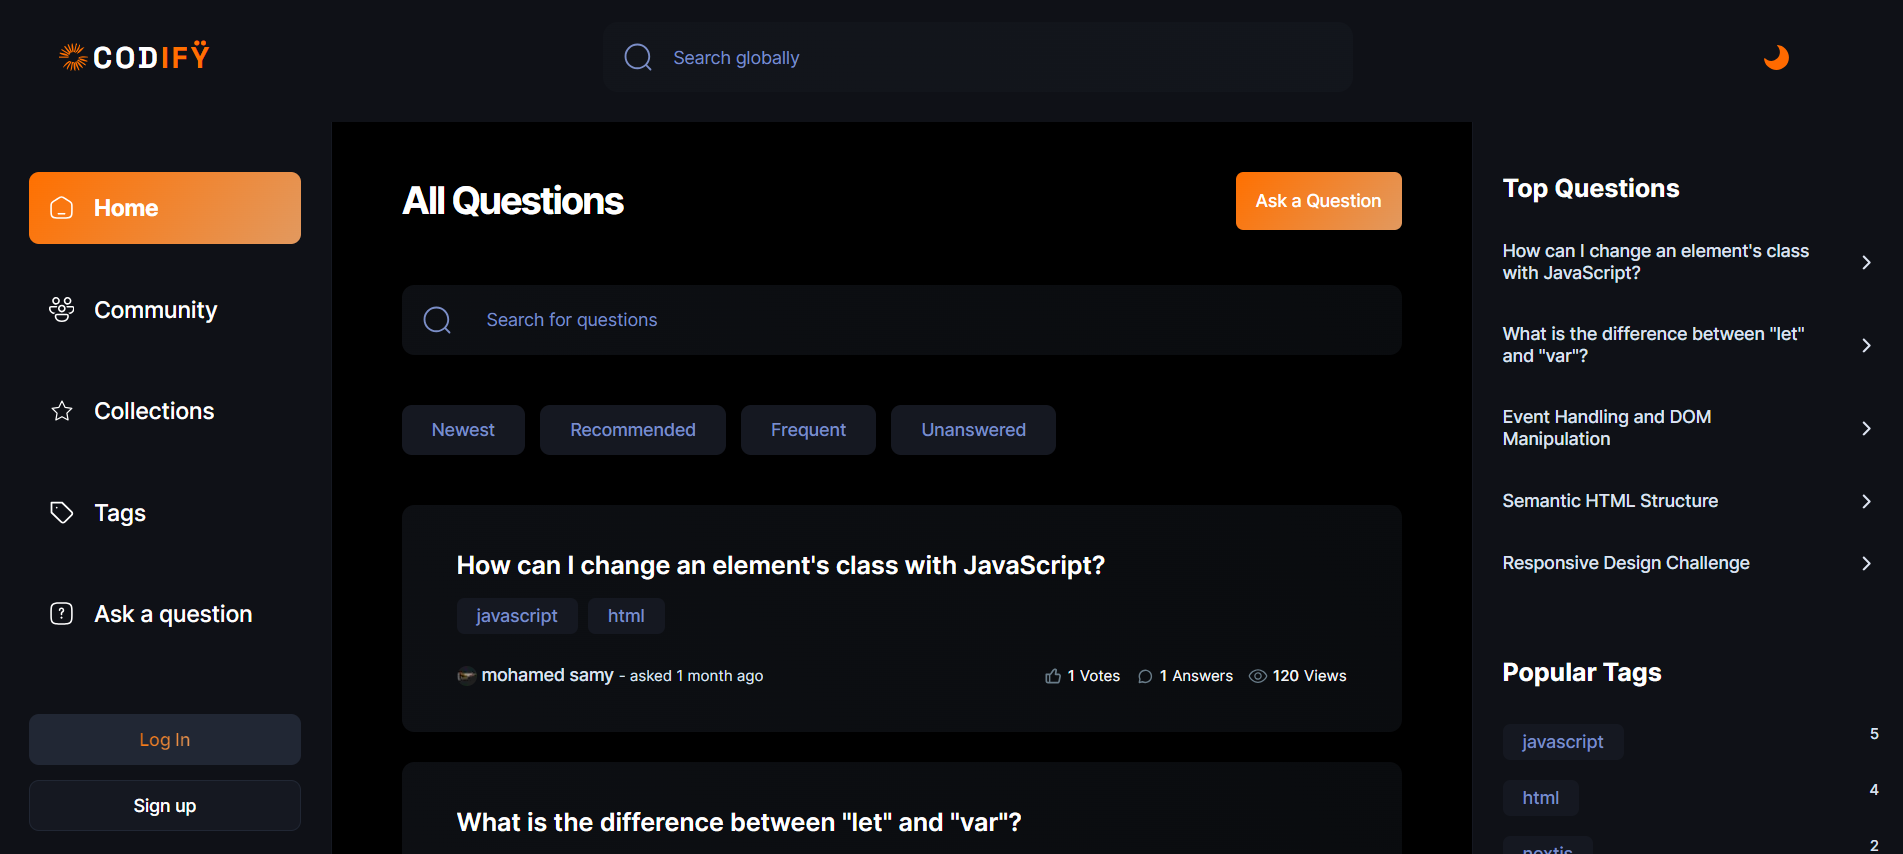 CODIFŸ
Search globally
Home
Community
Collections
Tags
Ask a question
Log In
Sign up
All Questions
Ask a Question
Search for questions
Newest
Recommended
Frequent
Unanswered
How can I change an element's class with JavaScript?
javascript
html
mohamed samy - asked 1 month ago
1 Votes
1 Answers
120 Views
What is the difference between "let" and "var"?
Top Questions
How can I change an element's class
with JavaScript?
What is the difference between "let"
and "var"?
Event Handling and DOM
Manipulation
Semantic HTML Structure
Responsive Design Challenge
Popular Tags
javascript
5
html
4
nextjs
2